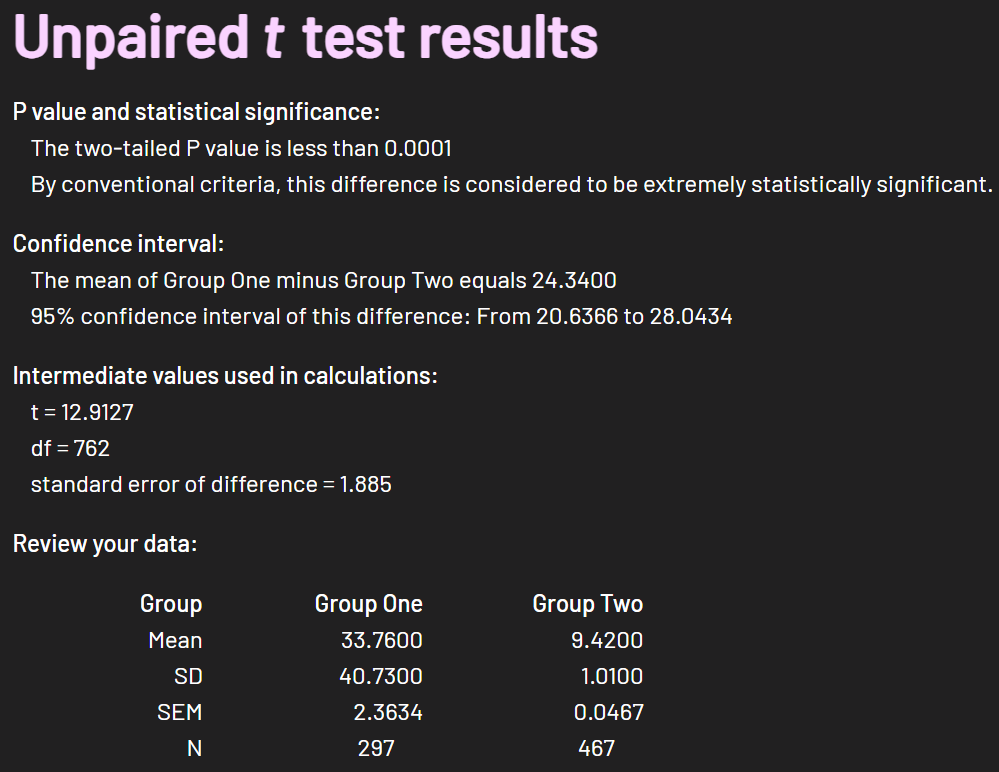 Unpaired t test results
P value and statistical significance:
The two-tailed P value is less than 0.0001
By conventional criteria, this difference is considered to be extremely statistically significant.
Confidence interval:
The mean of Group One minus Group Two equals 24.3400
95% confidence interval of this difference: From 20.6366 to 28.0434
Intermediate values used in calculations:
t = 12.9127
df = 762
standard error of difference = 1.885
Review your data:
Group Group One Group Two
Mean 33.7600 9.4200
SD 40.7300 1.0100
SEM 2.3634 0.0467
N 297 467